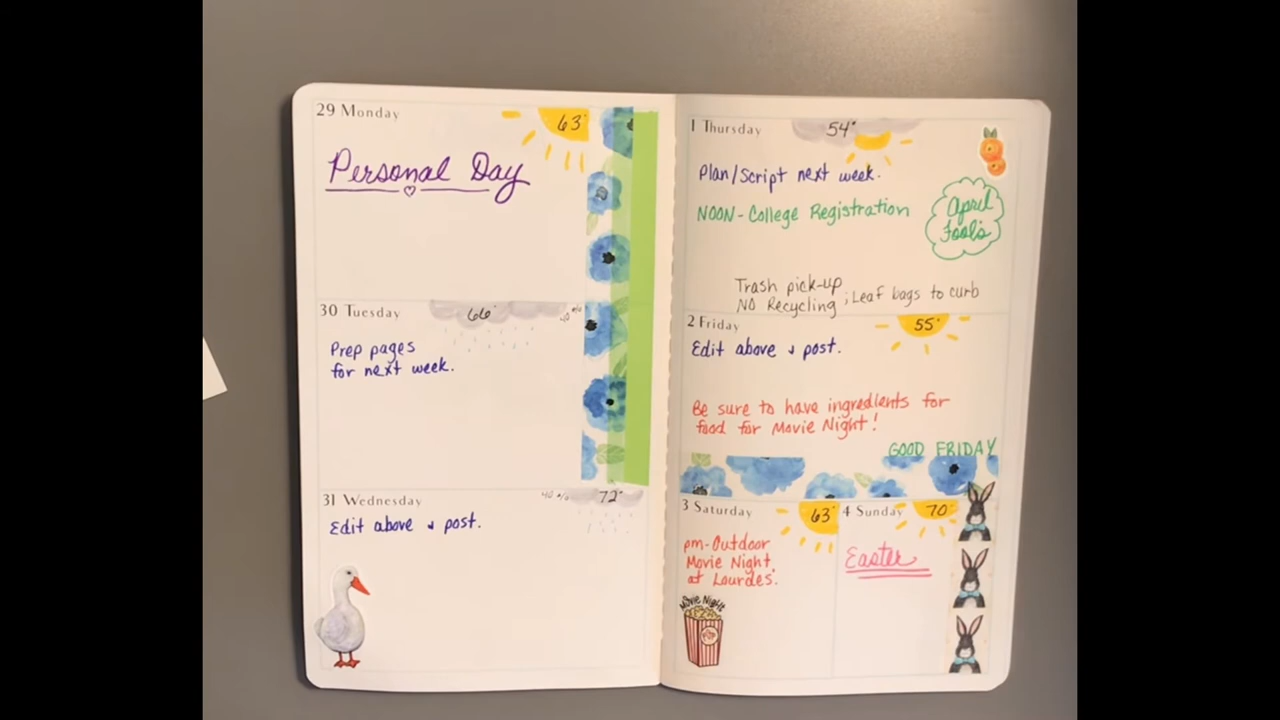 29 Monday
63°
Personal Day
30 Tuesday
66°
40 %
Prep pages
for next week.
31 Wednesday
40 %
72°
Edit above & post.
1 Thursday
54°
Plan/Script next week.
NOON - College Registration
April
Fool's
Trash pick-up
NO Recycling ; Leaf bags to curb
2 Friday
55°
Edit above & post.
Be sure to have ingredients for
food for Movie Night!
GOOD FRIDAY
3 Saturday
63°
pm - Outdoor
Movie Night
at Lourdes.
Movie Night
4 Sunday
70°
Easter